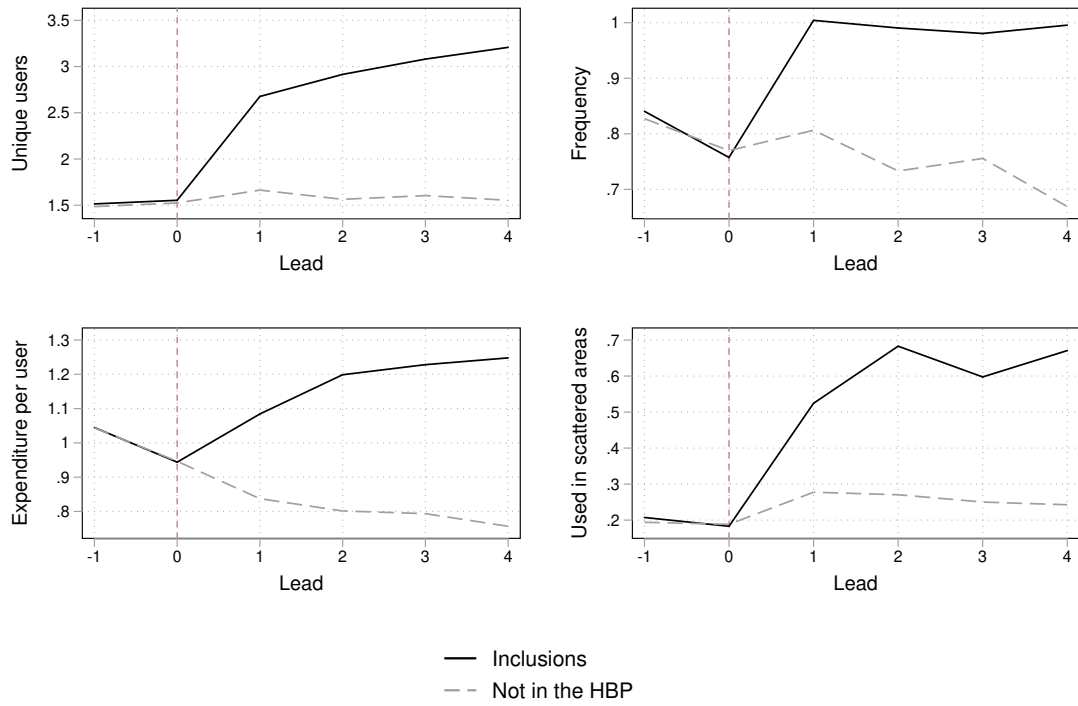 Unique users
3.5
3
2.5
2
1.5
-1 0 1 2 3 4
Lead
Frequency
1
.9
.8
.7
-1 0 1 2 3 4
Lead
Expenditure per user
1.3
1.2
1.1
1
.9
.8
-1 0 1 2 3 4
Lead
Used in scattered areas
.7
.6
.5
.4
.3
.2
-1 0 1 2 3 4
Lead
Inclusions
Not in the HBP